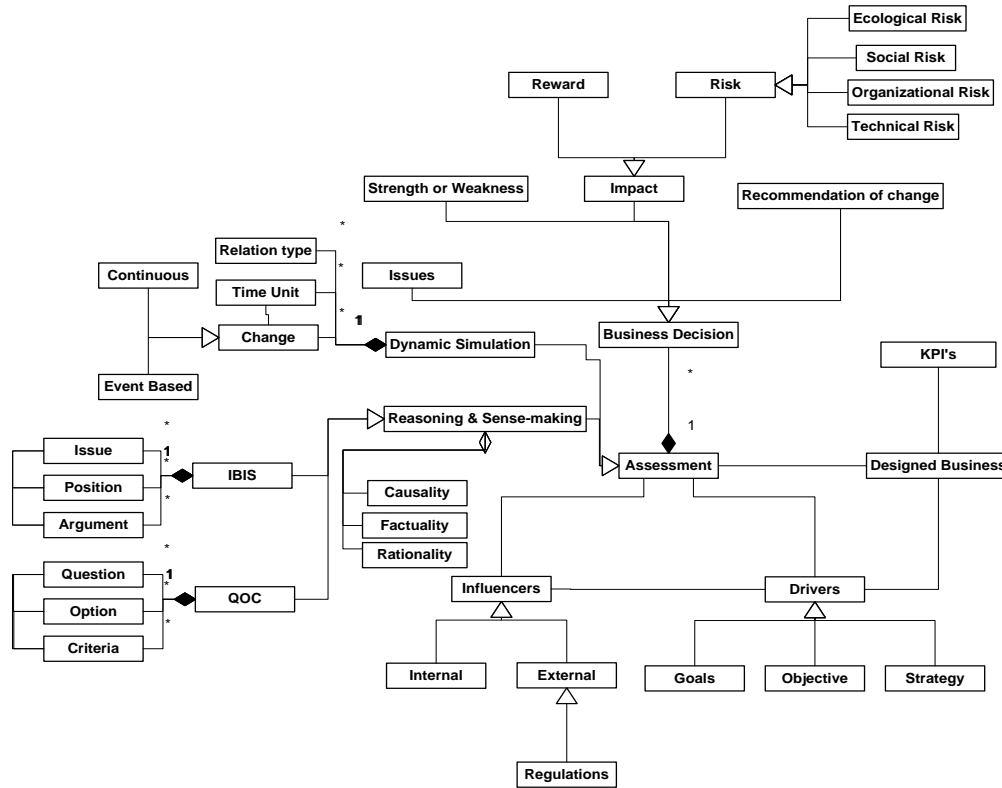 Ecological Risk
Social Risk
Reward
Risk
Organizational Risk
Technical Risk
Strength or Weakness
Impact
Recommendation of change
*
Relation type
*
Continuous
Issues
Time Unit
*
1
Change
Dynamic Simulation
Business Decision
KPI's
Event Based
*
Reasoning & Sense-making
*
1
Issue
1
*
IBIS
Assessment
Designed Business
Position
*
Causality
Argument
Factuality
*
Rationality
Question
1
*
QOC
Influencers
Drivers
Option
*
Criteria
Internal
External
Goals
Objective
Strategy
Regulations